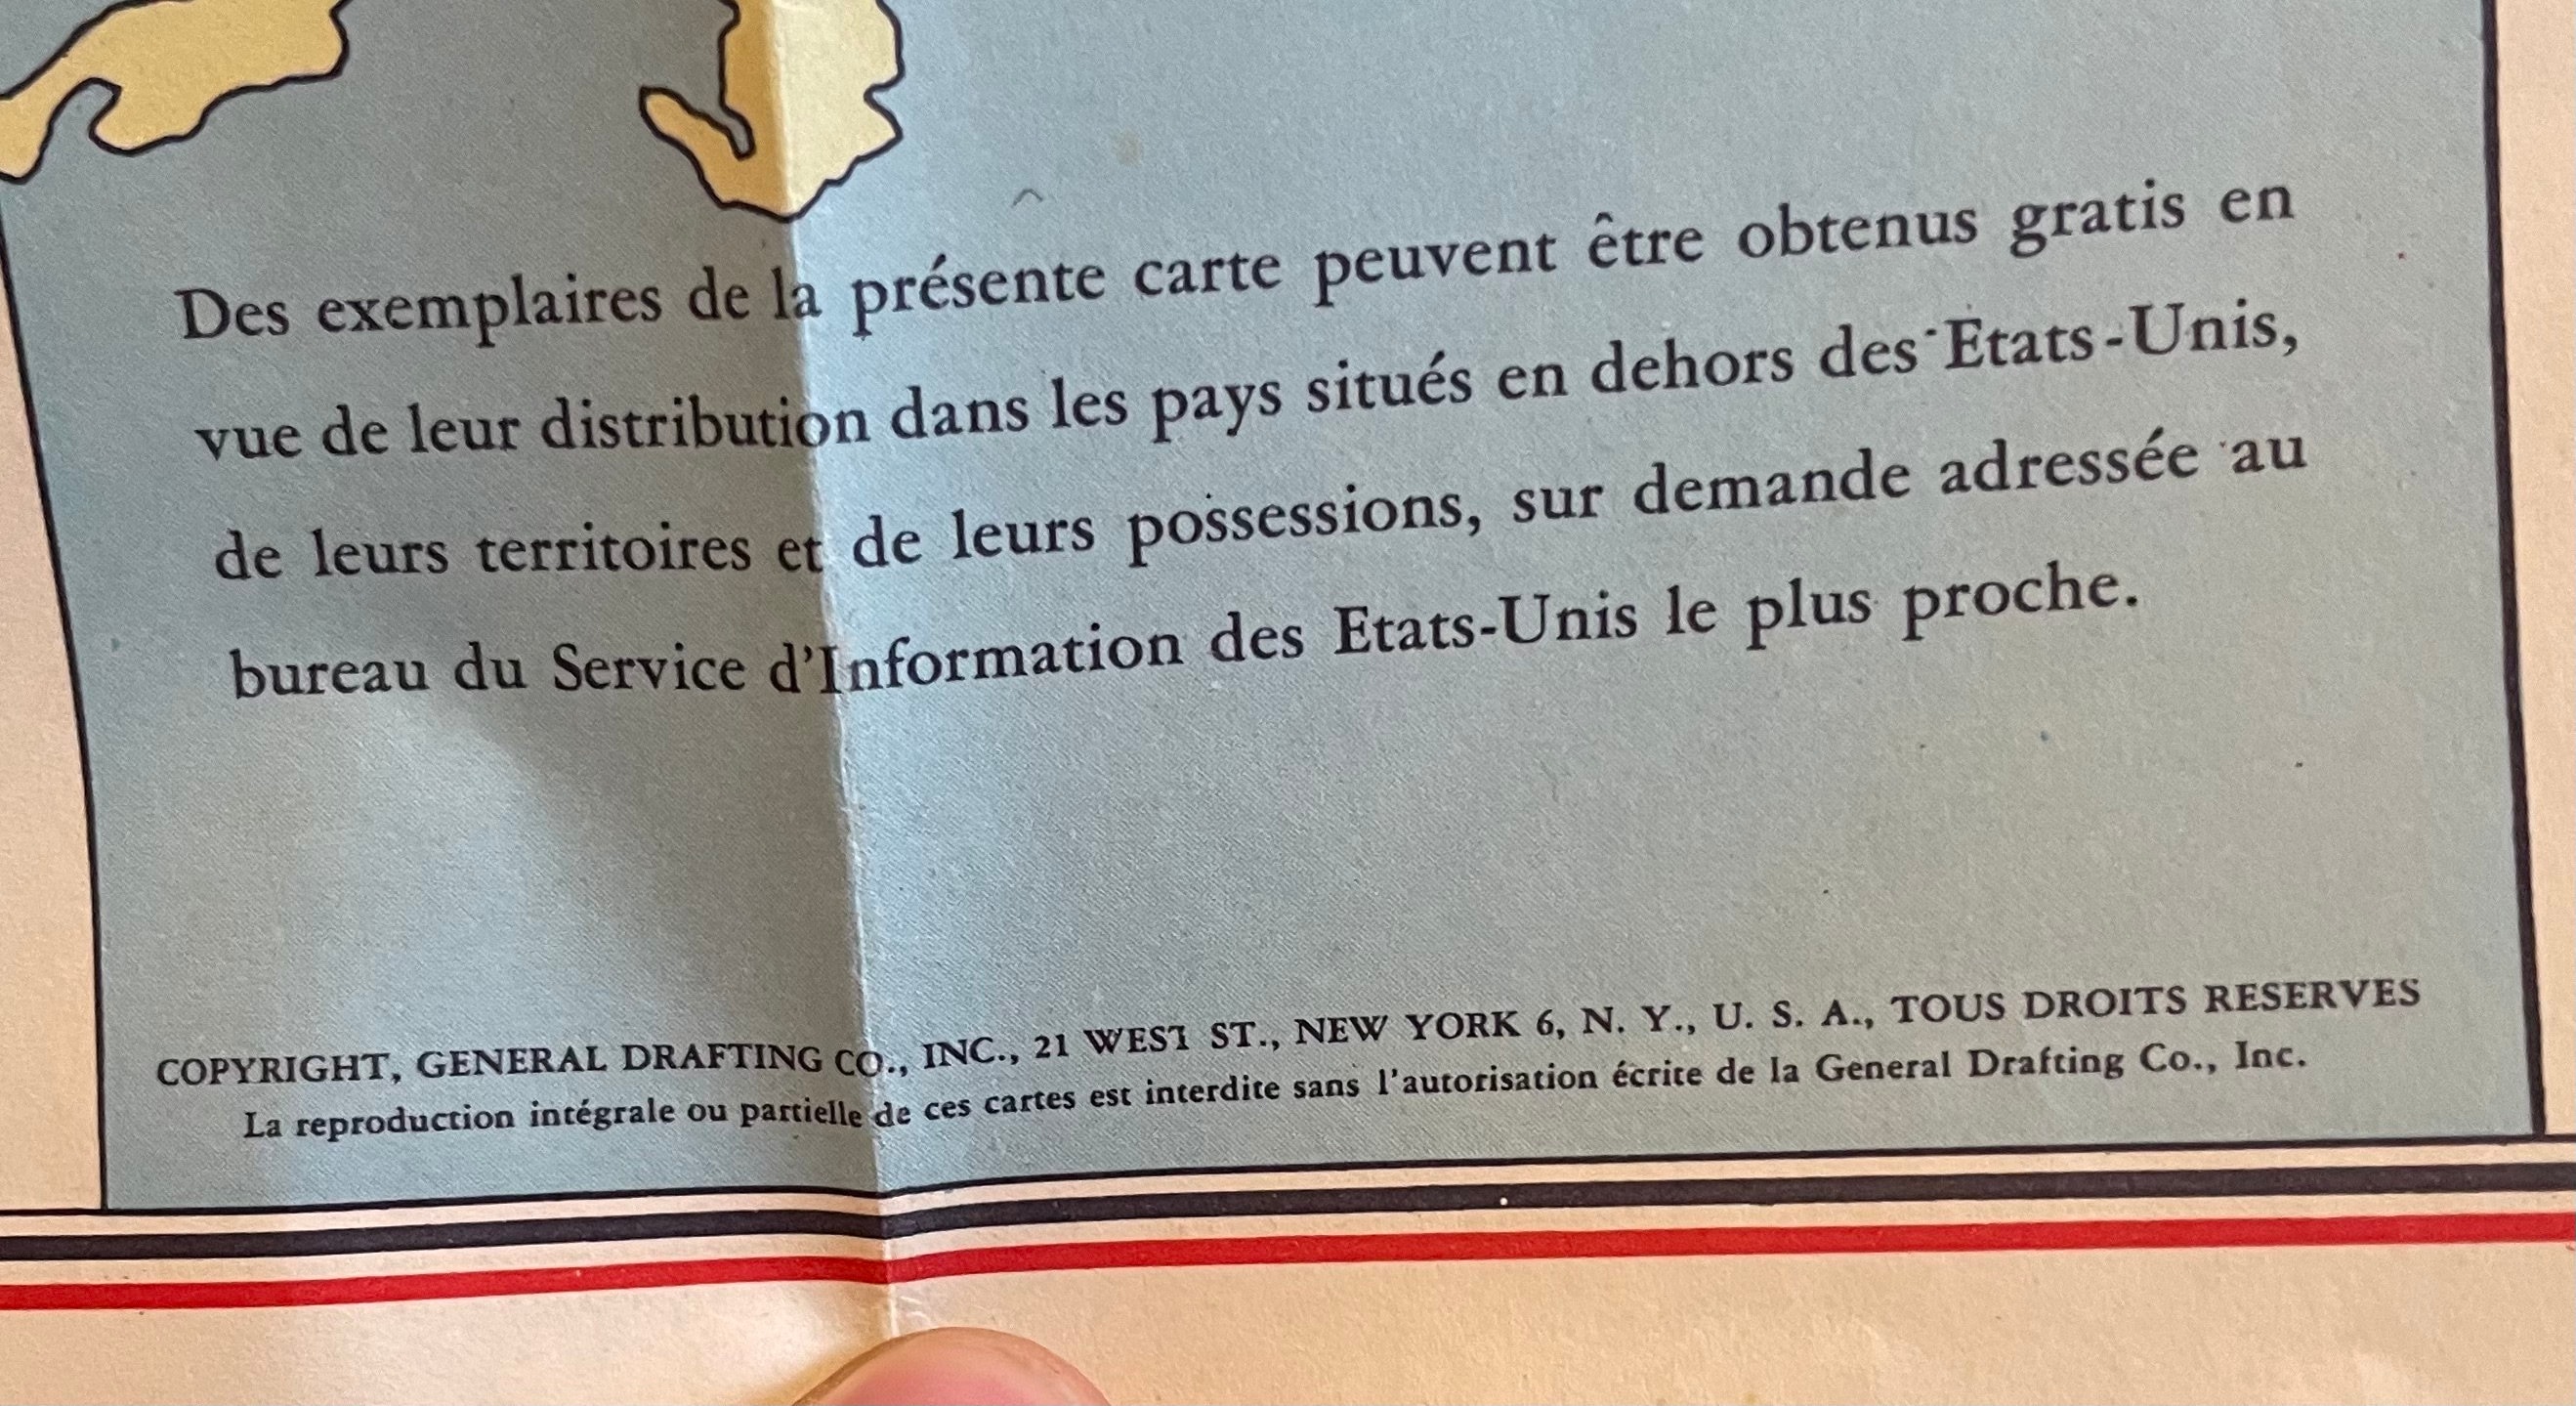 Des exemplaires de la présente carte peuvent être obtenus gratis en
vue de leur distribution dans les pays situés en dehors des Etats-Unis,
de leurs territoires et de leurs possessions, sur demande adressée au
bureau du Service d'Information des Etats-Unis le plus proche.
COPYRIGHT, GENERAL DRAFTING CO., INC., 21 WEST ST., NEW YORK 6, N. Y., U. S. A., TOUS DROITS RESERVES
La reproduction intégrale ou partielle de ces cartes est interdite sans l'autorisation écrite de la General Drafting Co., Inc.